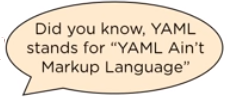 Did you know, YAML
stands for “YAML Ain’t
Markup Language”